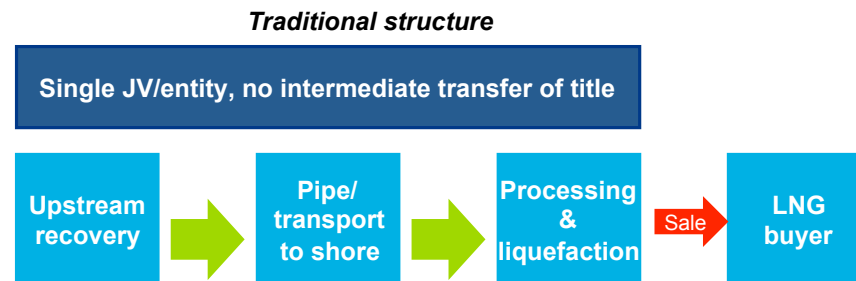 Traditional structure
Single JV/entity, no intermediate transfer of title
Upstream
recovery
Pipe/
transport
to shore
Processing
&
liquefaction
Sale
LNG
buyer